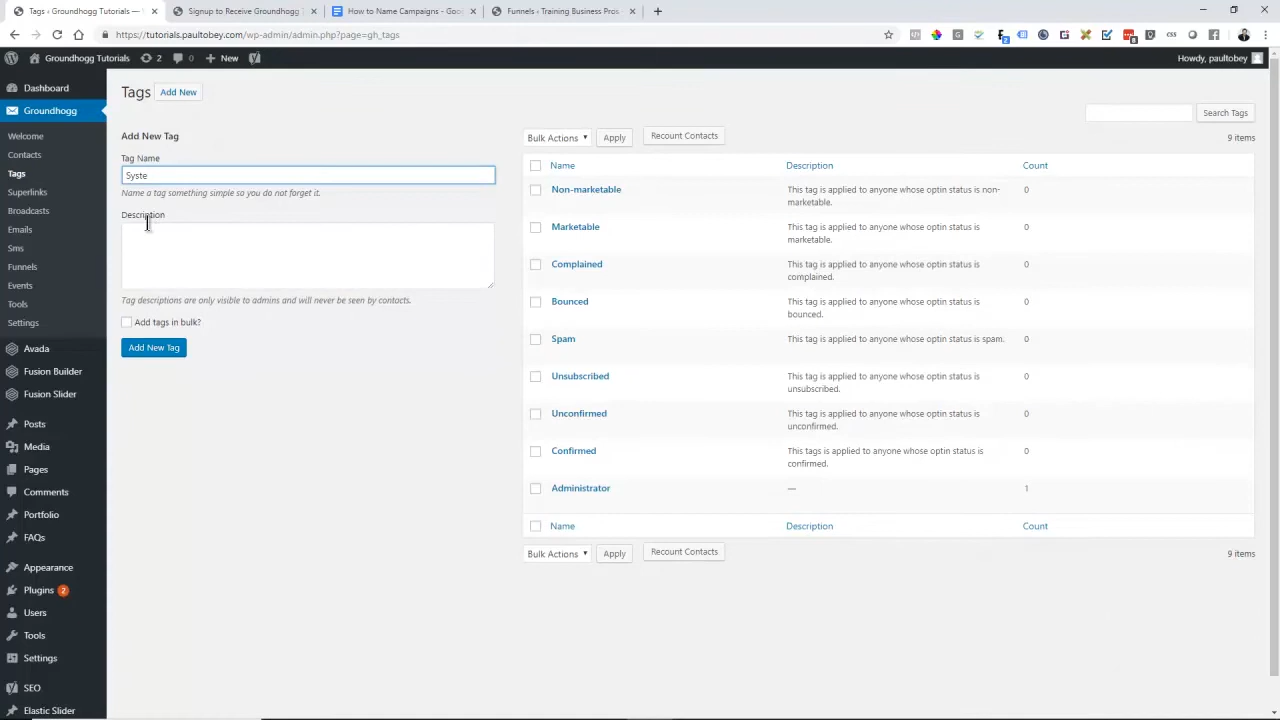 Tags ‹ Groundhogg Tutorials —
Signup to Receive Groundhogg
How to Name Campaigns - Goo
Funnels ‹ Training Business Pro
https://tutorials.paultobey.com/wp-admin/admin.php?page=gh_tags
Groundhogg Tutorials
2
0
New
Howdy, paultobey
Dashboard
Groundhogg
Welcome
Contacts
Tags
Superlinks
Broadcasts
Emails
Sms
Funnels
Events
Tools
Settings
Avada
Fusion Builder
Fusion Slider
Posts
Media
Pages
Comments
Portfolio
FAQs
Appearance
Plugins 2
Users
Tools
Settings
SEO
Elastic Slider
Tags
Add New
Add New Tag
Tag Name
Syste
Name a tag something simple so you do not forget it.
Description
Tag descriptions are only visible to admins and will never be seen by contacts.
Add tags in bulk?
Add New Tag
Search Tags
Bulk Actions
Apply
Recount Contacts
9 items
Name Description Count
Non-marketable This tag is applied to anyone whose optin status is non- 0
marketable.
Marketable This tag is applied to anyone whose optin status is 0
marketable.
Complained This tag is applied to anyone whose optin status is 0
complained.
Bounced This tag is applied to anyone whose optin status is 0
bounced.
Spam This tag is applied to anyone whose optin status is spam. 0
Unsubscribed This tag is applied to anyone whose optin status is 0
unsubscribed.
Unconfirmed This tag is applied to anyone whose optin status is 0
unconfirmed.
Confirmed This tags is applied to anyone whose optin status is 0
confirmed.
Administrator — 1
Name Description Count
Bulk Actions
Apply
Recount Contacts
9 items